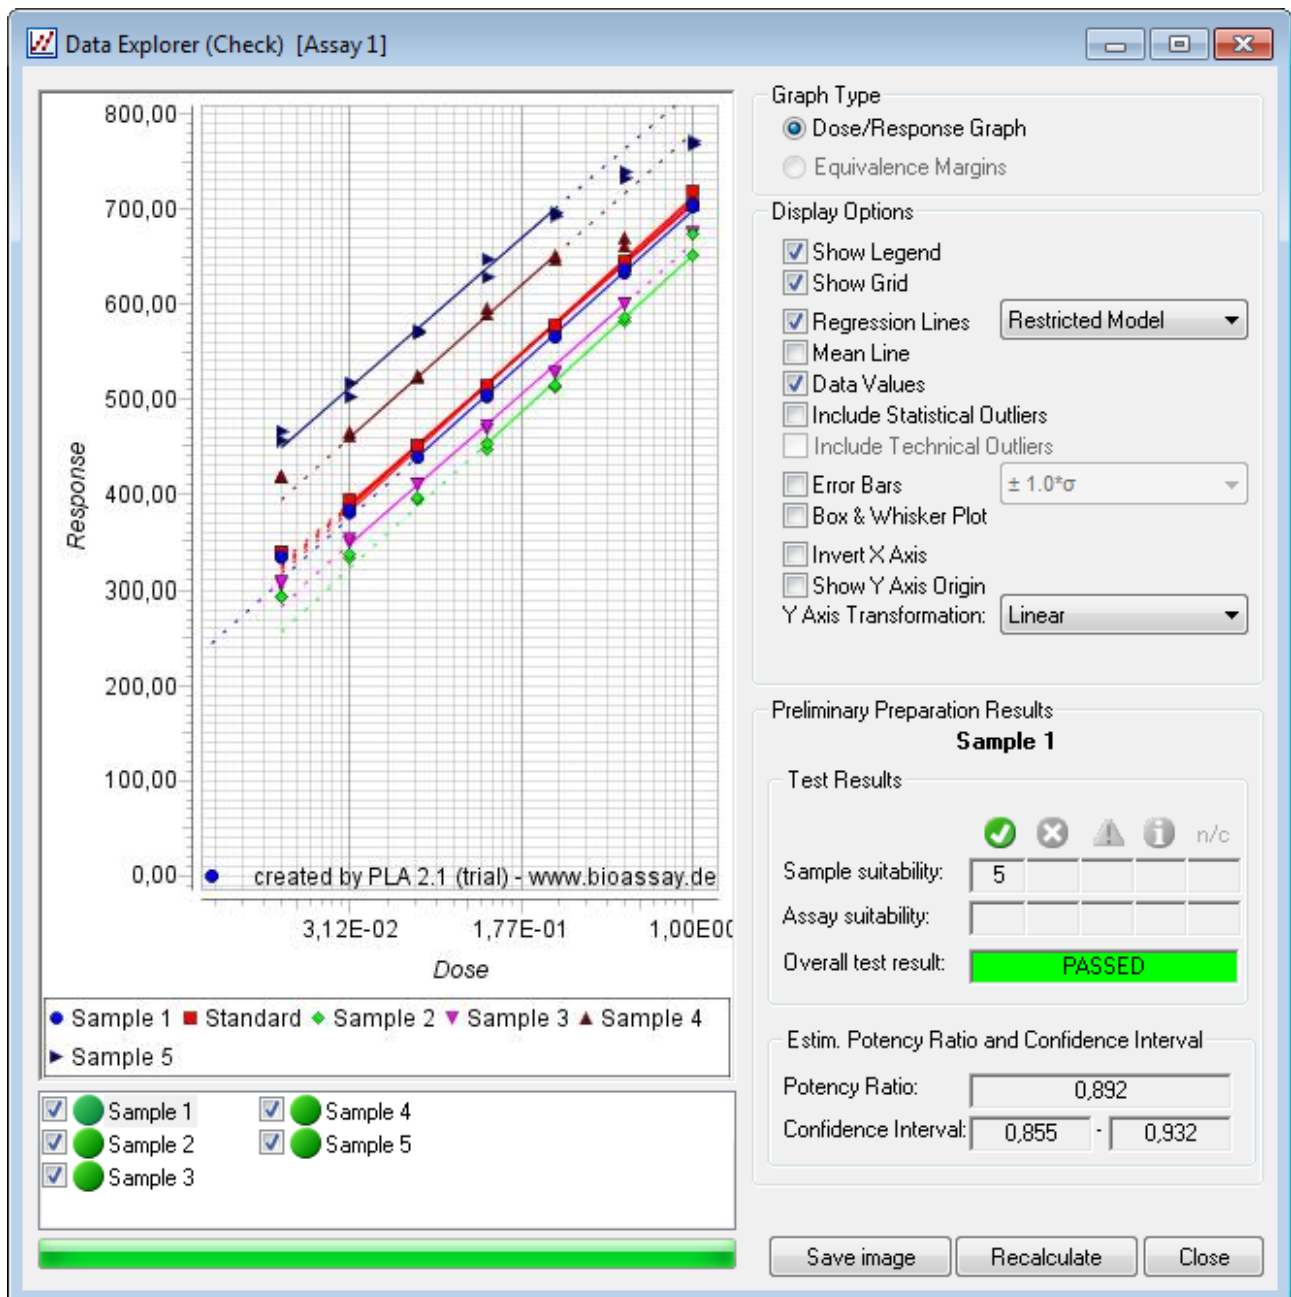 Data Explorer (Check) [Assay 1]
800,00
700,00
600,00
500,00
400,00
300,00
200,00
100,00
0,00
Response
created by PLA 2.1 (trial) - www.bioassay.de
3,12E-02 1,77E-01 1,00E00
Dose
Sample 1 Standard Sample 2 Sample 3 Sample 4
Sample 5
Sample 1 Sample 4
Sample 2 Sample 5
Sample 3
Graph Type
Dose/Response Graph
Equivalence Margins
Display Options
Show Legend
Show Grid
Regression Lines Restricted Model
Mean Line
Data Values
Include Statistical Outliers
Include Technical Outliers
Error Bars ± 1.0*σ
Box & Whisker Plot
Invert X Axis
Show Y Axis Origin
Y Axis Transformation: Linear
Preliminary Preparation Results
Sample 1
Test Results
n/c
Sample suitability: 5
Assay suitability:
Overall test result: PASSED
Estim. Potency Ratio and Confidence Interval
Potency Ratio: 0,892
Confidence Interval: 0,855 - 0,932
Save image Recalculate Close